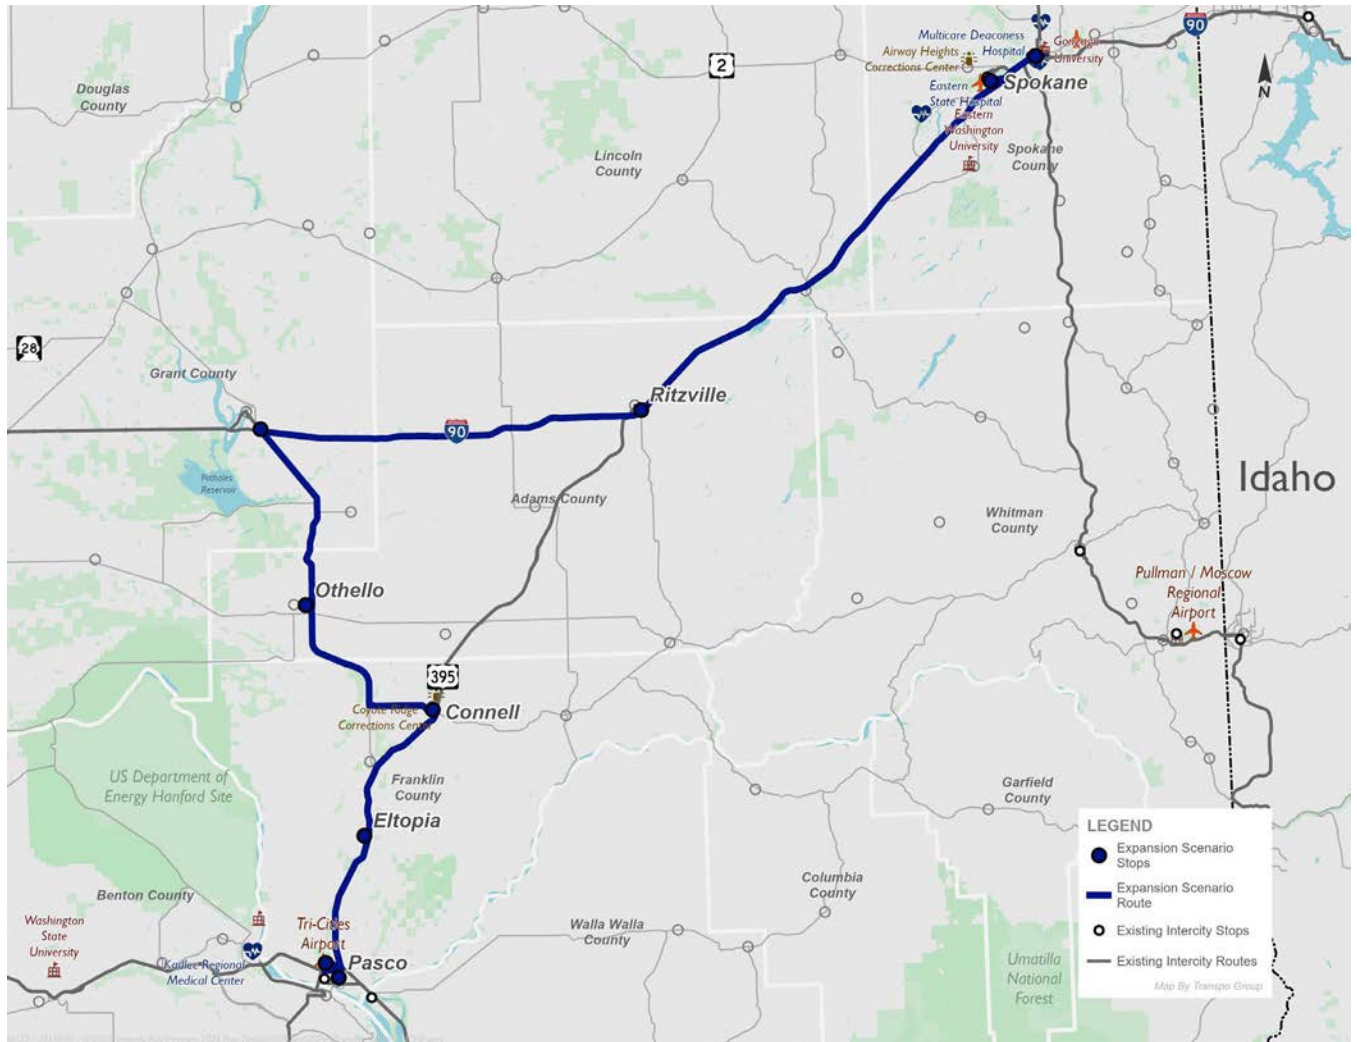 90
Multicare Deaconess
Hospital
Gonzaga
University
Airway Heights
Corrections Center
2
N
Douglas
County
Eastern
State Hospital
Spokane
Eastern
Washington
University
Spokane
County
Lincoln
County
28
Grant County
Ritzville
90
Potholes
Reservoir
Adams County
Idaho
Whitman
County
Othello
Pullman / Moscow
Regional
Airport
395
Coyote Ridge
Corrections Center
Connell
US Department of
Energy Hanford Site
Franklin
County
Garfield
County
Eltopia
LEGEND
Expansion Scenario
Stops
Expansion Scenario
Route
Existing Intercity Stops
Existing Intercity Routes
Map By Transpo Group
Benton County
Columbia
County
Washington
State
University
Tri-Cities
Airport
Walla Walla
County
Kadlec Regional
Medical Center
Pasco
Umatilla
National
Forest